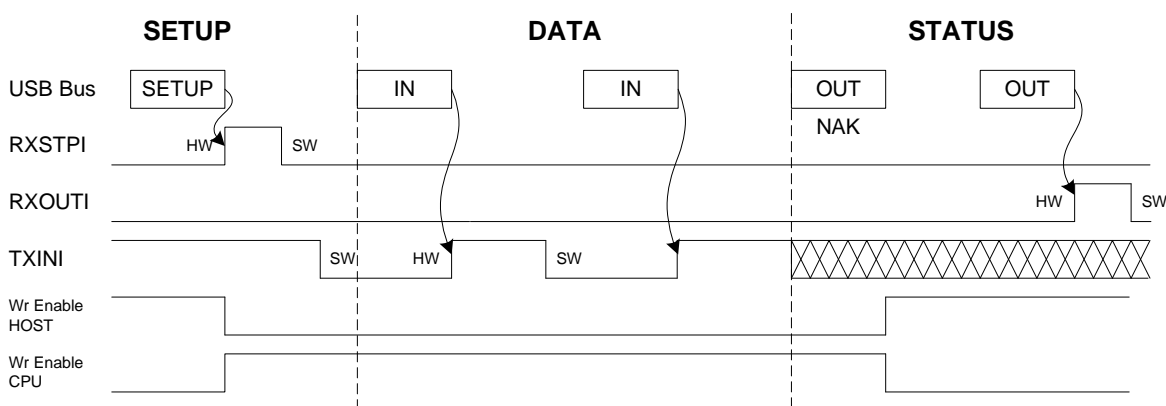 SETUP DATA STATUS
USB Bus SETUP IN IN OUT OUT
NAK
RXSTPI HW SW
RXOUTI HW SW
TXINI SW HW SW
Wr Enable
HOST
Wr Enable
CPU